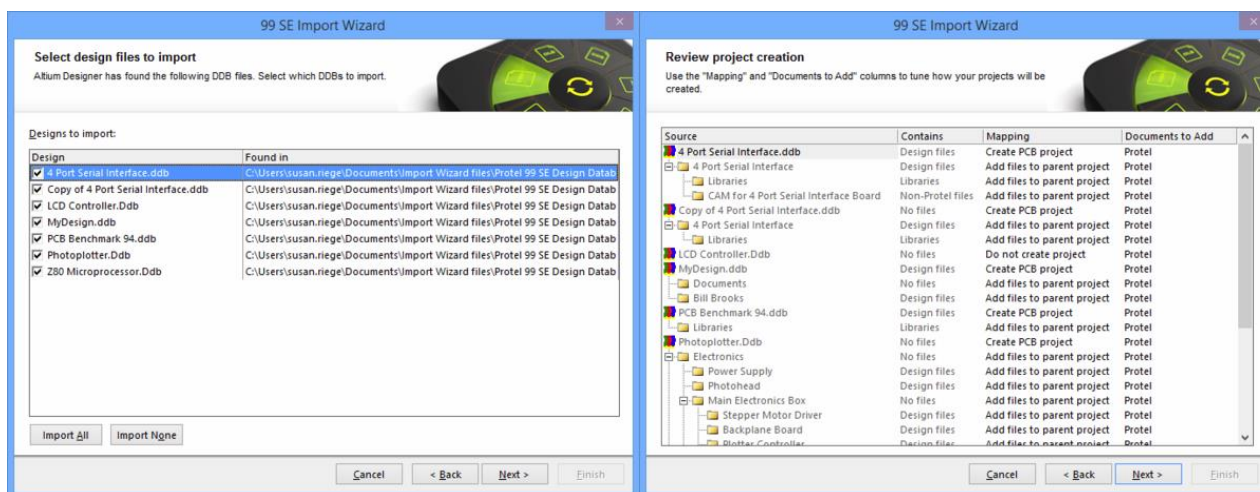 99 SE Import Wizard
Select design files to import
Altium Designer has found the following DDB files. Select which DDBs to import.
Designs to import:
Design Found in
4 Port Serial Interface.ddb C:\Users\susan.riege\Documents\Import Wizard files\Protel 99 SE Design Datab
Copy of 4 Port Serial Interface.ddb C:\Users\susan.riege\Documents\Import Wizard files\Protel 99 SE Design Datab
LCD Controller.Ddb C:\Users\susan.riege\Documents\Import Wizard files\Protel 99 SE Design Datab
MyDesign.ddb C:\Users\susan.riege\Documents\Import Wizard files\Protel 99 SE Design Datab
PCB Benchmark 94.ddb C:\Users\susan.riege\Documents\Import Wizard files\Protel 99 SE Design Datab
Photoplotter.Ddb C:\Users\susan.riege\Documents\Import Wizard files\Protel 99 SE Design Datab
Z80 Microprocessor.Ddb C:\Users\susan.riege\Documents\Import Wizard files\Protel 99 SE Design Datab
Import All Import None
Cancel < Back Next > Finish
99 SE Import Wizard
Review project creation
Use the "Mapping" and "Documents to Add" columns to tune how your projects will be
created.
Source Contains Mapping Documents to Add
4 Port Serial Interface.ddb Design files Create PCB project Protel
4 Port Serial Interface Design files Add files to parent project Protel
Libraries Libraries Add files to parent project Protel
CAM for 4 Port Serial Interface Board Non-Protel files Add files to parent project Protel
Copy of 4 Port Serial Interface.ddb No files Create PCB project Protel
4 Port Serial Interface Design files Add files to parent project Protel
Libraries Libraries Add files to parent project Protel
LCD Controller.Ddb No files Do not create project Protel
MyDesign.ddb Design files Create PCB project Protel
Documents No files Add files to parent project Protel
Bill Brooks Design files Add files to parent project Protel
PCB Benchmark 94.ddb Design files Create PCB project Protel
Libraries Libraries Add files to parent project Protel
Photoplotter.Ddb No files Create PCB project Protel
Electronics No files Add files to parent project Protel
Power Supply Design files Add files to parent project Protel
Photohead Design files Add files to parent project Protel
Main Electronics Box No files Add files to parent project Protel
Stepper Motor Driver Design files Add files to parent project Protel
Backplane Board Design files Add files to parent project Protel
Plotter Controller Design files Add files to parent project Protel
Cancel < Back Next > Finish